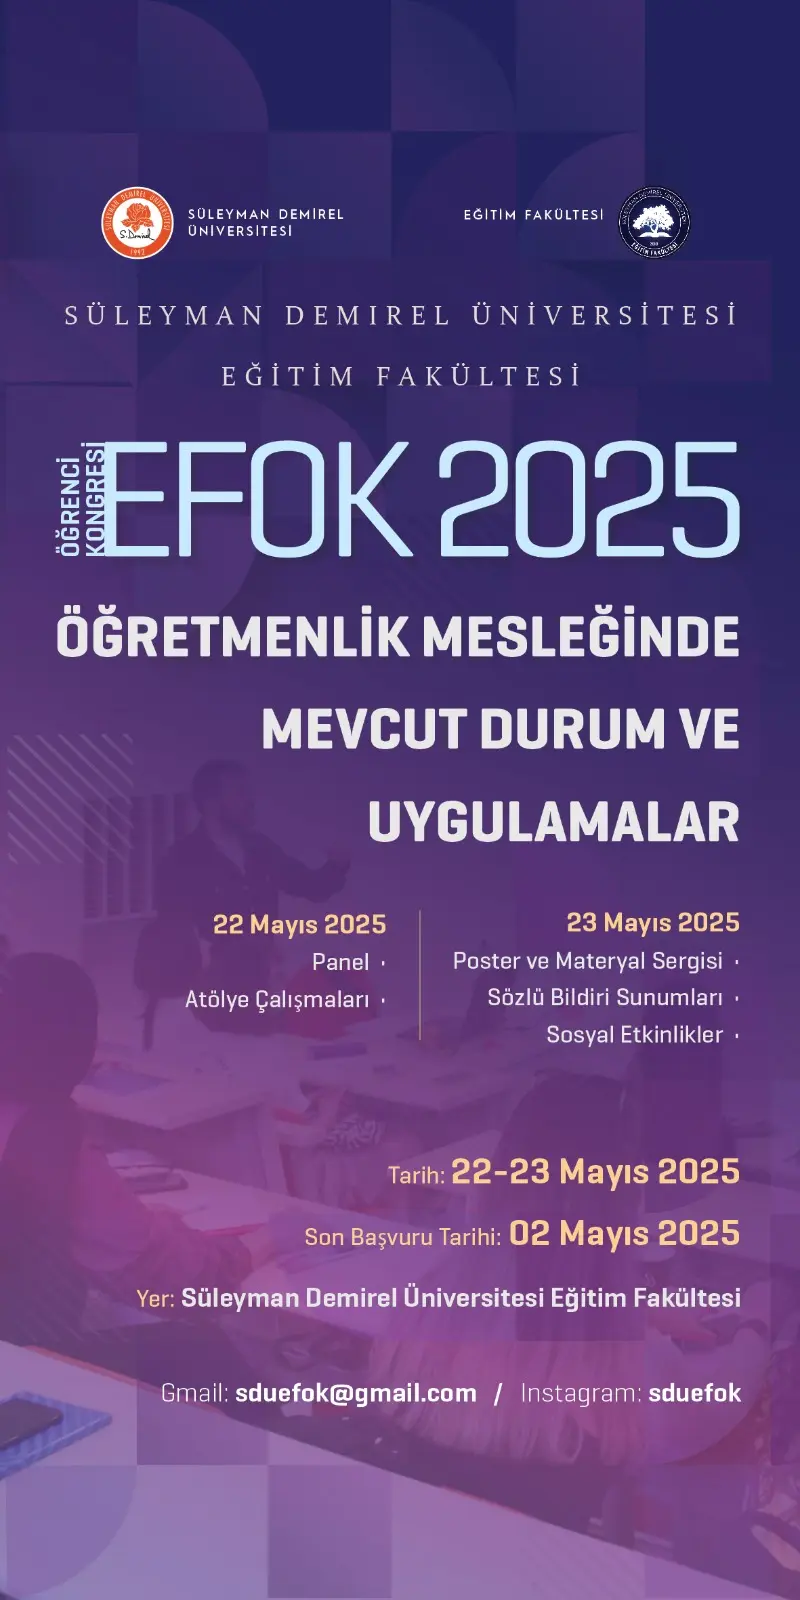 SÜLEYMAN DEMİREL
ÜNİVERSİTESİ
EĞİTİM FAKÜLTESİ
SÜLEYMAN DEMIREL ÜNİVERSİTESİ
EĞİTİM FAKÜLTESİ
ÖĞRENCİ
KONGRESİ
EFOK 2025
ÖĞRETMENLİK MESLEĞİNDE
MEVCUT DURUM VE
UYGULAMALAR
22 Mayıs 2025
Panel ·
Atölye Çalışmaları ·
23 Mayıs 2025
Poster ve Materyal Sergisi ·
Sözlü Bildiri Sunumları ·
Sosyal Etkinlikler ·
Tarih: 22-23 Mayıs 2025
Son Başvuru Tarihi: 02 Mayıs 2025
Yer: Süleyman Demirel Üniversitesi Eğitim Fakültesi
Gmail: sduefok@gmail.com / Instagram: sduefok